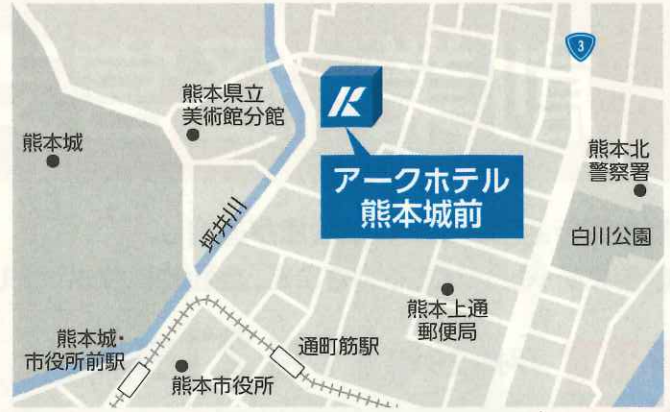 3
熊本県立
美術館分館
熊本城
アークホテル
熊本城前
熊本北
警察署
白川公園
坪井川
熊本上通
郵便局
通町筋駅
熊本城・
市役所前駅
熊本市役所